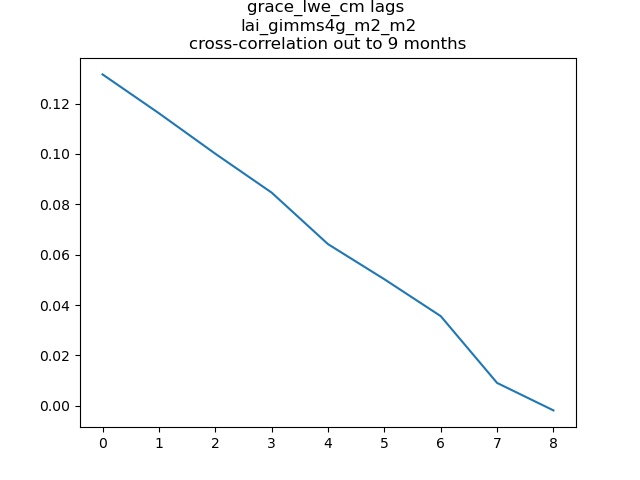 grace_lwe_cm lags
lai_gimms4g_m2_m2
cross-correlation out to 9 months
0.12
0.10
0.08
0.06
0.04
0.02
0.00
0 1 2 3 4 5 6 7 8